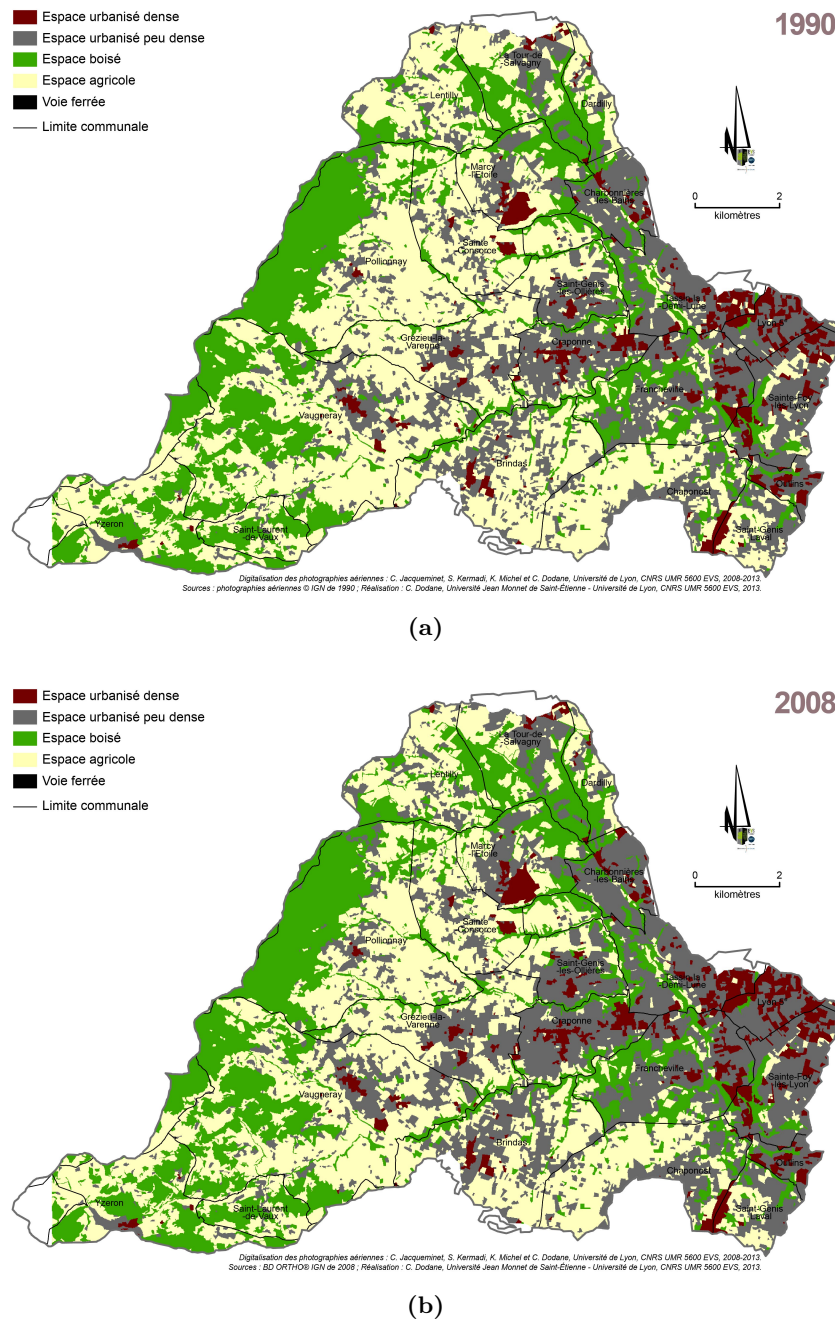 Espace urbanisé dense
Espace urbanisé peu dense
Espace boisé
Espace agricole
Voie ferrée
Limite communale
1990
0 2
kilomètres
La Tour-de
-Salvagny
Lentilly
Dardilly
Marcy
-l'Etoile
Charbonnières
-les-Bains
Sainte
-Consorce
Pollionnay
Saint-Genis
-les-Ollières
Tassin-la
-Demi-Lune
Lyon 5
Grézieu-la-
Varenne
Craponne
Francheville
Sainte-Foy
-lès-Lyon
Vaugneray
Brindas
Chaponost
Oullins
Saint-Genis
Laval
Yzeron
Saint-Laurent
-de-Vaux
Digitalisation des photographies aériennes : C. Jacqueminet, S. Kermadi, K. Michel et C. Dodane, Université de Lyon, CNRS UMR 5600 EVS, 2008-2013.
Sources : photographies aériennes © IGN de 1990 ; Réalisation : C. Dodane, Université Jean Monnet de Saint-Étienne - Université de Lyon, CNRS UMR 5600 EVS, 2013.
(a)
Espace urbanisé dense
Espace urbanisé peu dense
Espace boisé
Espace agricole
Voie ferrée
Limite communale
2008
0 2
kilomètres
La Tour-de
-Salvagny
Lentilly
Dardilly
Marcy
-l'Etoile
Charbonnières
-les-Bains
Sainte
-Consorce
Pollionnay
Saint-Genis
-les-Ollières
Tassin-la
-Demi-Lune
Lyon 5
Grézieu-la-
Varenne
Craponne
Francheville
Sainte-Foy
-lès-Lyon
Vaugneray
Brindas
Chaponost
Oullins
Saint-Genis
Laval
Yzeron
Saint-Laurent
-de-Vaux
Digitalisation des photographies aériennes : C. Jacqueminet, S. Kermadi, K. Michel et C. Dodane, Université de Lyon, CNRS UMR 5600 EVS, 2008-2013.
Sources : BD ORTHO® IGN de 2008 ; Réalisation : C. Dodane, Université Jean Monnet de Saint-Étienne - Université de Lyon, CNRS UMR 5600 EVS, 2013.
(b)